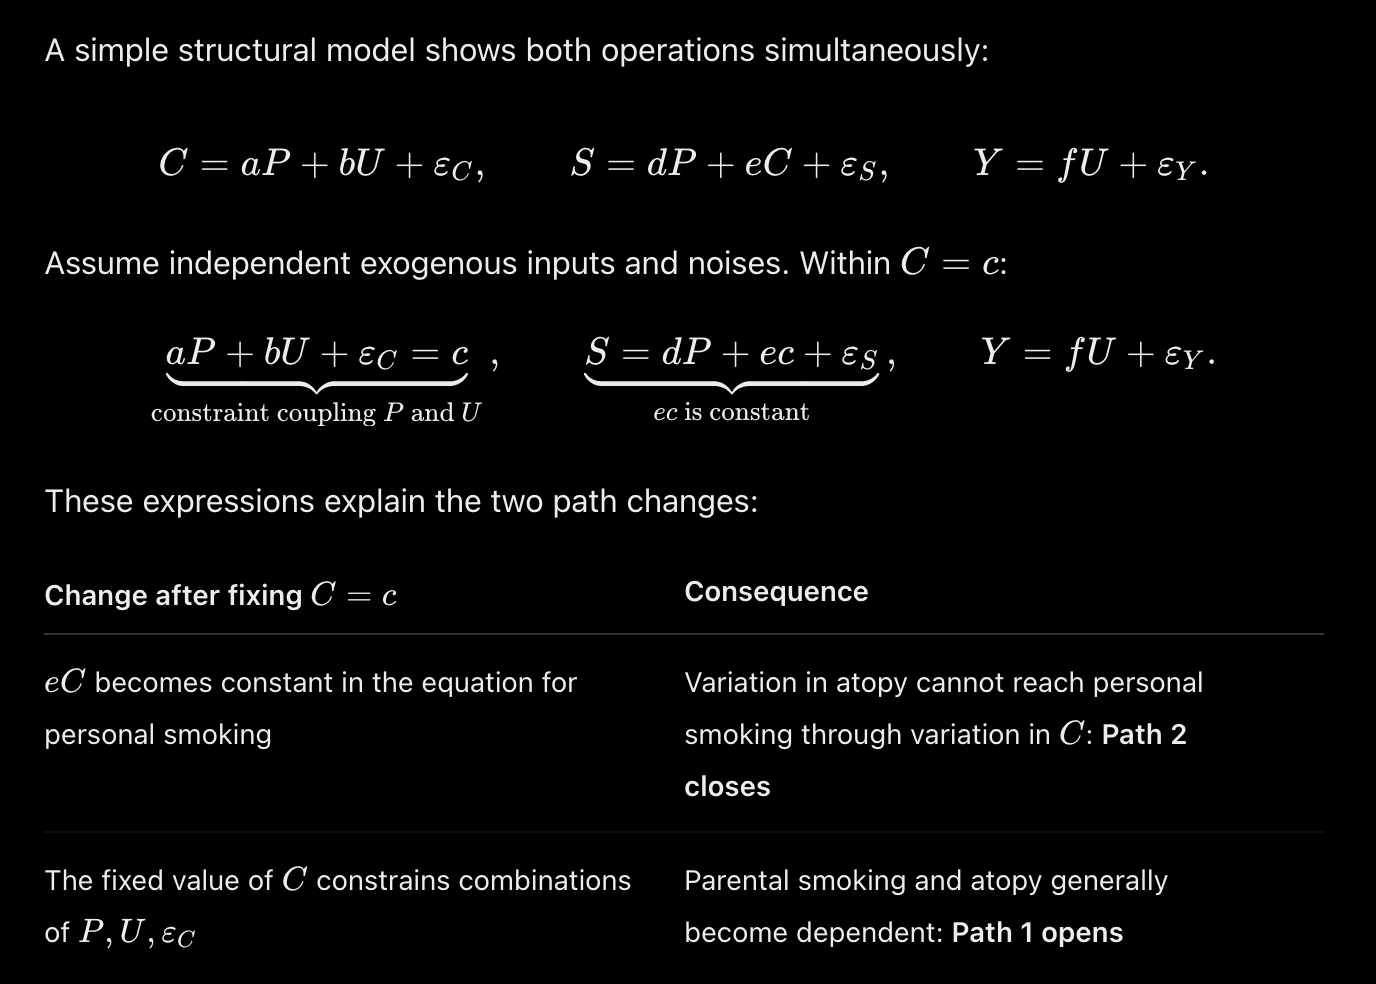 A simple structural model shows both operations simultaneously:
C = aP + bU + ε_C, S = dP + eC + ε_S, Y = fU + ε_Y.
Assume independent exogenous inputs and noises. Within C = c:
aP + bU + ε_C = c , S = dP + ec + ε_S , Y = fU + ε_Y.
constraint coupling P and U ec is constant
These expressions explain the two path changes:
Change after fixing C = c Consequence
eC becomes constant in the equation for
personal smoking
Variation in atopy cannot reach personal
smoking through variation in C: Path 2
closes
The fixed value of C constrains combinations
of P, U, ε_C
Parental smoking and atopy generally
become dependent: Path 1 opens